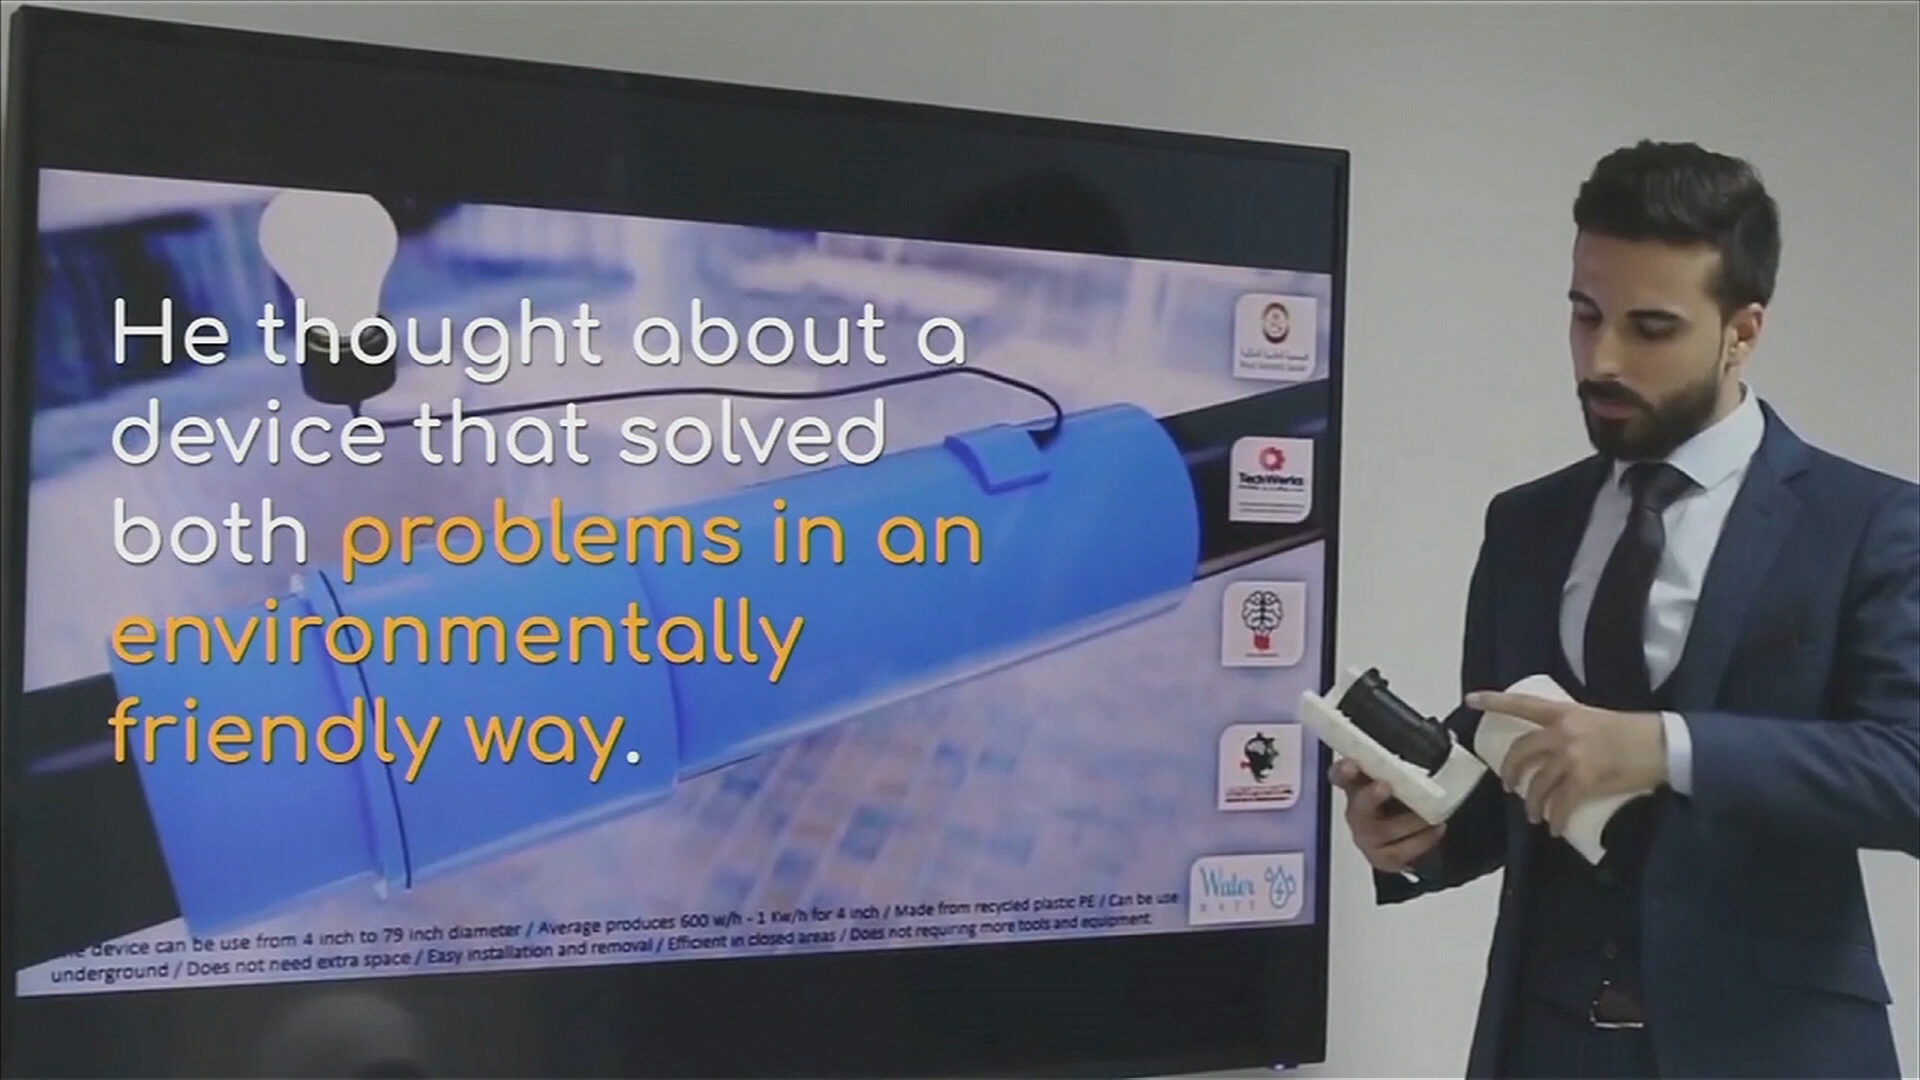 He thought about a
device that solved
both problems in an
environmentally
friendly way.
TechWorks
Water
WATT
device can be use from 4 inch to 79 inch diameter / Average produces 600 w/h - 1 Kw/h for 4 inch / Made from recycled plastic PE / Can be use
underground / Does not need extra space / Easy installation and removal / Efficient in closed areas / Does not requiring more tools and equipment.